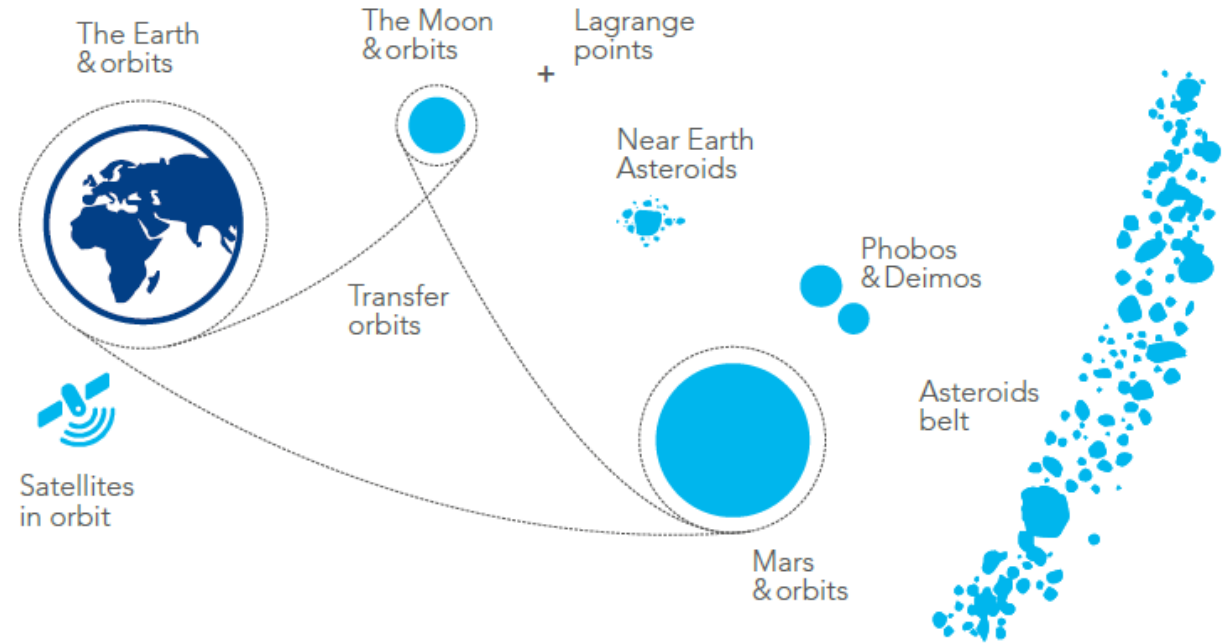 The Earth
& orbits
The Moon
& orbits
+
Lagrange
points
Near Earth
Asteroids
Phobos
& Deimos
Transfer
orbits
Asteroids
belt
Satellites
in orbit
Mars
& orbits